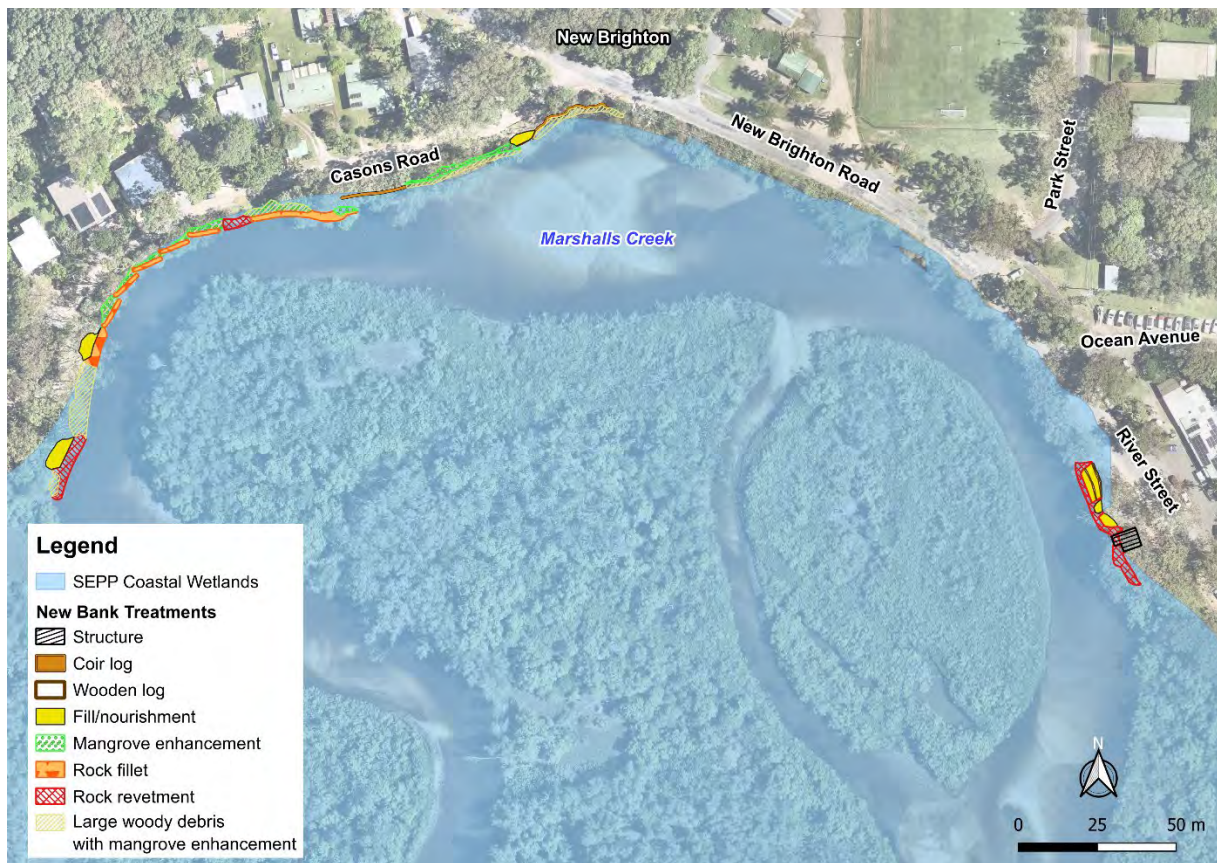 New Brighton
New Brighton Road
Casons Road
Park Street
Marshalls Creek
Ocean Avenue
River Street
Legend
SEPP Coastal Wetlands
New Bank Treatments
Structure
Coir log
Wooden log
Fill/nourishment
Mangrove enhancement
Rock fillet
Rock revetment
Large woody debris
with mangrove enhancement
N
0 25 50 m